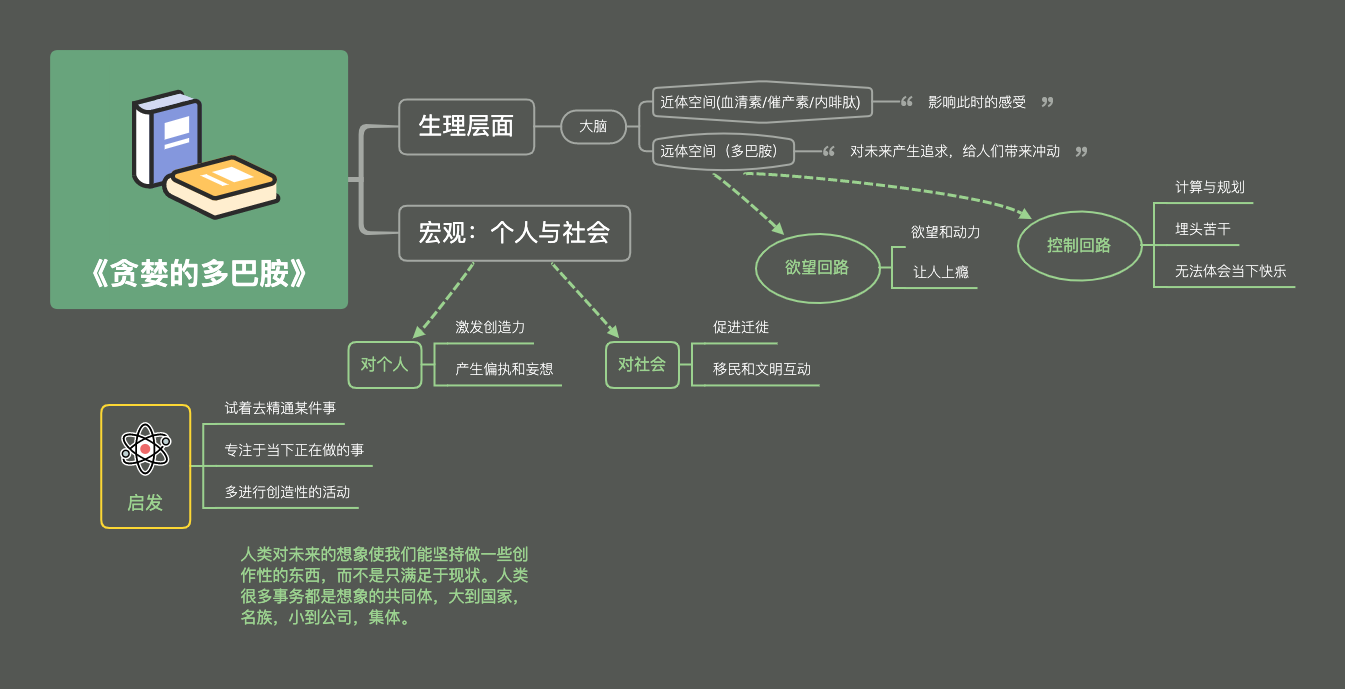 《贪婪的多巴胺》
生理层面
大脑
近体空间(血清素/催产素/内啡肽)
“ 影响此时的感受 ”
远体空间（多巴胺）
“ 对未来产生追求，给人们带来冲动 ”
欲望回路
欲望和动力
让人上瘾
控制回路
计算与规划
埋头苦干
无法体会当下快乐
宏观：个人与社会
对个人
激发创造力
产生偏执和妄想
对社会
促进迁徙
移民和文明互动
启发
试着去精通某件事
专注于当下正在做的事
多进行创造性的活动
人类对未来的想象使我们能坚持做一些创
作性的东西，而不是只满足于现状。人类
很多事务都是想象的共同体，大到国家，
名族，小到公司，集体。